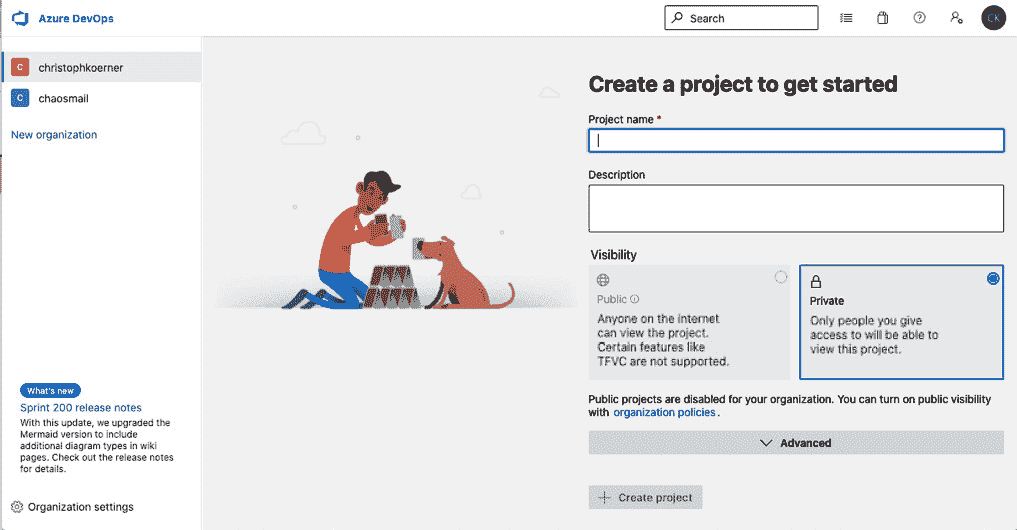 Azure DevOps
Search
CK
C christophkoerner
C chaosmail
New organization
Create a project to get started
Project name *
Description
Visibility
Public
Anyone on the internet
can view the project.
Certain features like
TFVC are not supported.
Private
Only people you give
access to will be able to
view this project.
Public projects are disabled for your organization. You can turn on public visibility
with organization policies.
Advanced
Create project
What's new
Sprint 200 release notes
With this update, we upgraded the
Mermaid version to include
additional diagram types in wiki
pages. Check out the release notes
for details.
Organization settings